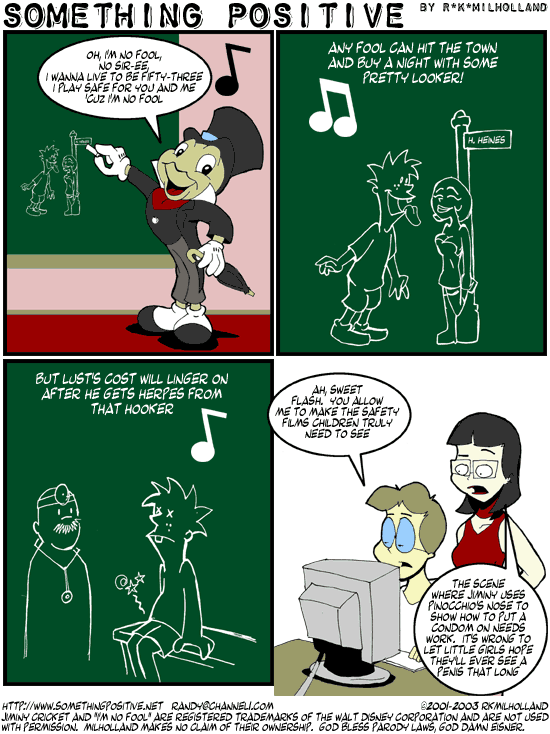 SOMETHING POSITIVE BY R*K*MILHOLLAND
OH, I'M NO FOOL,
NO SIR-EE,
I WANNA LIVE TO BE FIFTY-THREE
I PLAY SAFE FOR YOU AND ME
'CUZ I'M NO FOOL
ANY FOOL CAN HIT THE TOWN
AND BUY A NIGHT WITH SOME
PRETTY LOOKER!
H. HEINES
BUT LUST'S COST WILL LINGER ON
AFTER HE GETS HERPES FROM
THAT HOOKER
AH, SWEET
FLASH. YOU ALLOW
ME TO MAKE THE SAFETY
FILMS CHILDREN TRULY
NEED TO SEE
THE SCENE
WHERE JIMINY USES
PINOCCHIO'S NOSE TO
SHOW HOW TO PUT A
CONDOM ON NEEDS
WORK. IT'S WRONG TO
LET LITTLE GIRLS HOPE
THEY'LL EVER SEE A
PENIS THAT LONG
HTTP://WWW.SOMETHINGPOSITIVE.NET RANDY@CHANNEL1.COM ©2001-2003 RKMILHOLLAND
JIMINY CRICKET AND "I'M NO FOOL" ARE REGISTERED TRADEMARKS OF THE WALT DISNEY CORPORATION AND ARE NOT USED
WITH PERMISSION. MILHOLLAND MAKES NO CLAIM OF THEIR OWNERSHIP. GOD BLESS PARODY LAWS, GOD DAMN EISNER.